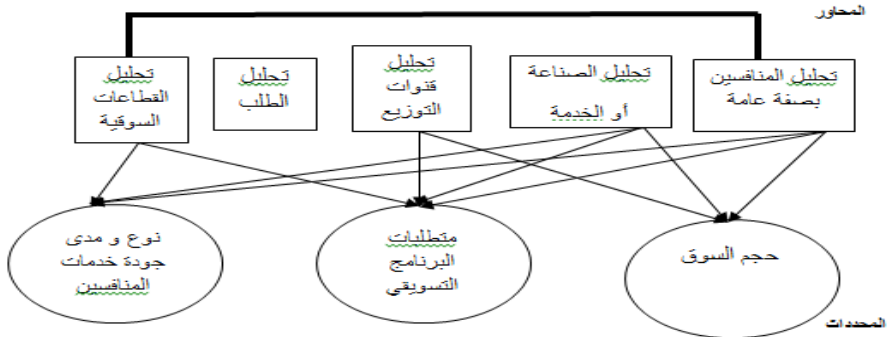 المحاور
تحليل المنافسين
بصفة عامة
تحليل الصناعة
أو الخدمة
تحليل
قنوات
التوزيع
تحليل
الطلب
تحليل
القطاعات
السوقية
حجم السوق
متطلبات
البرنامج
التسويقي
نوع و مدى
جودة خدمات
المنافسين
المحددات